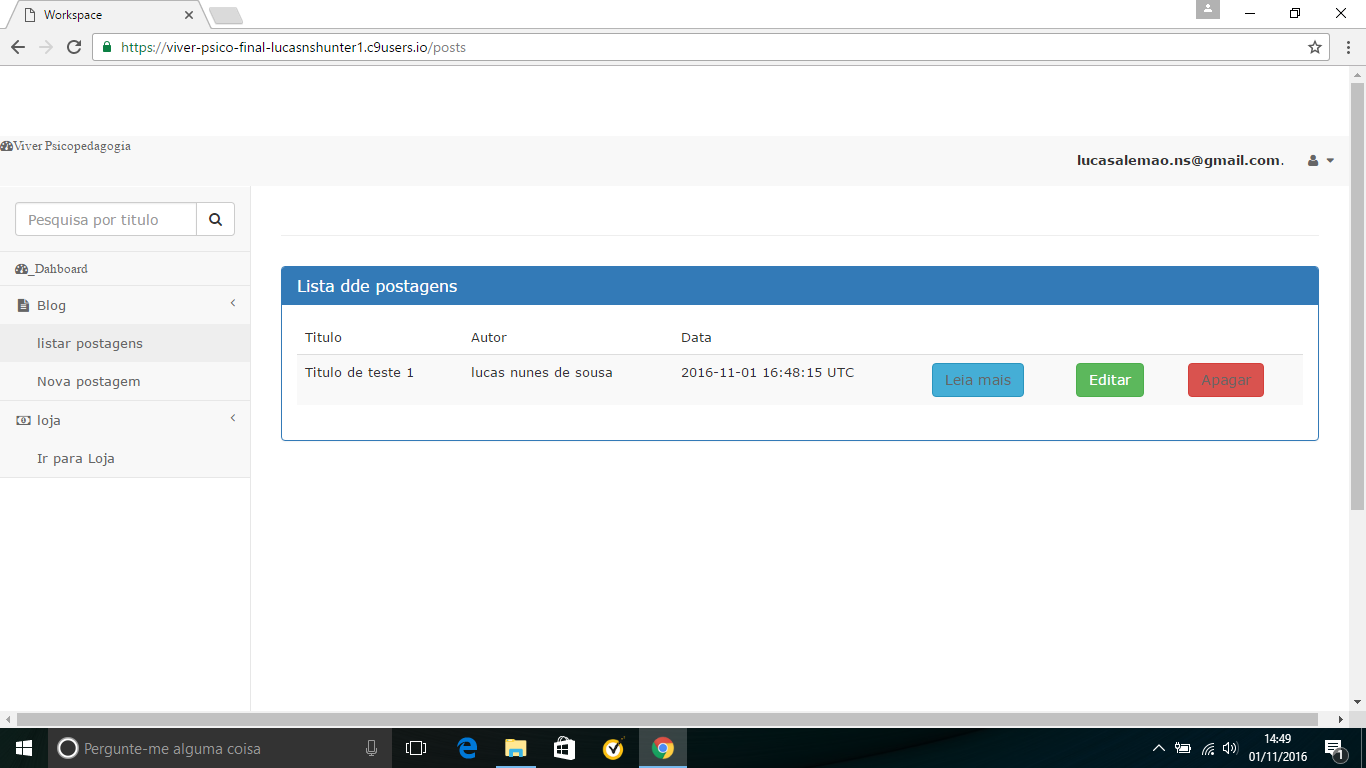 Workspace
https://viver-psico-final-lucasnshunter1.c9users.io/posts
Viver Psicopedagogia
lucasalemao.ns@gmail.com.
Pesquisa por titulo
_Dahboard
Blog
listar postagens
Nova postagem
loja
Ir para Loja
Lista dde postagens
Titulo Autor Data
Titulo de teste 1 lucas nunes de sousa 2016-11-01 16:48:15 UTC Leia mais Editar Apagar
Pergunte-me alguma coisa
14:49
01/11/2016
1